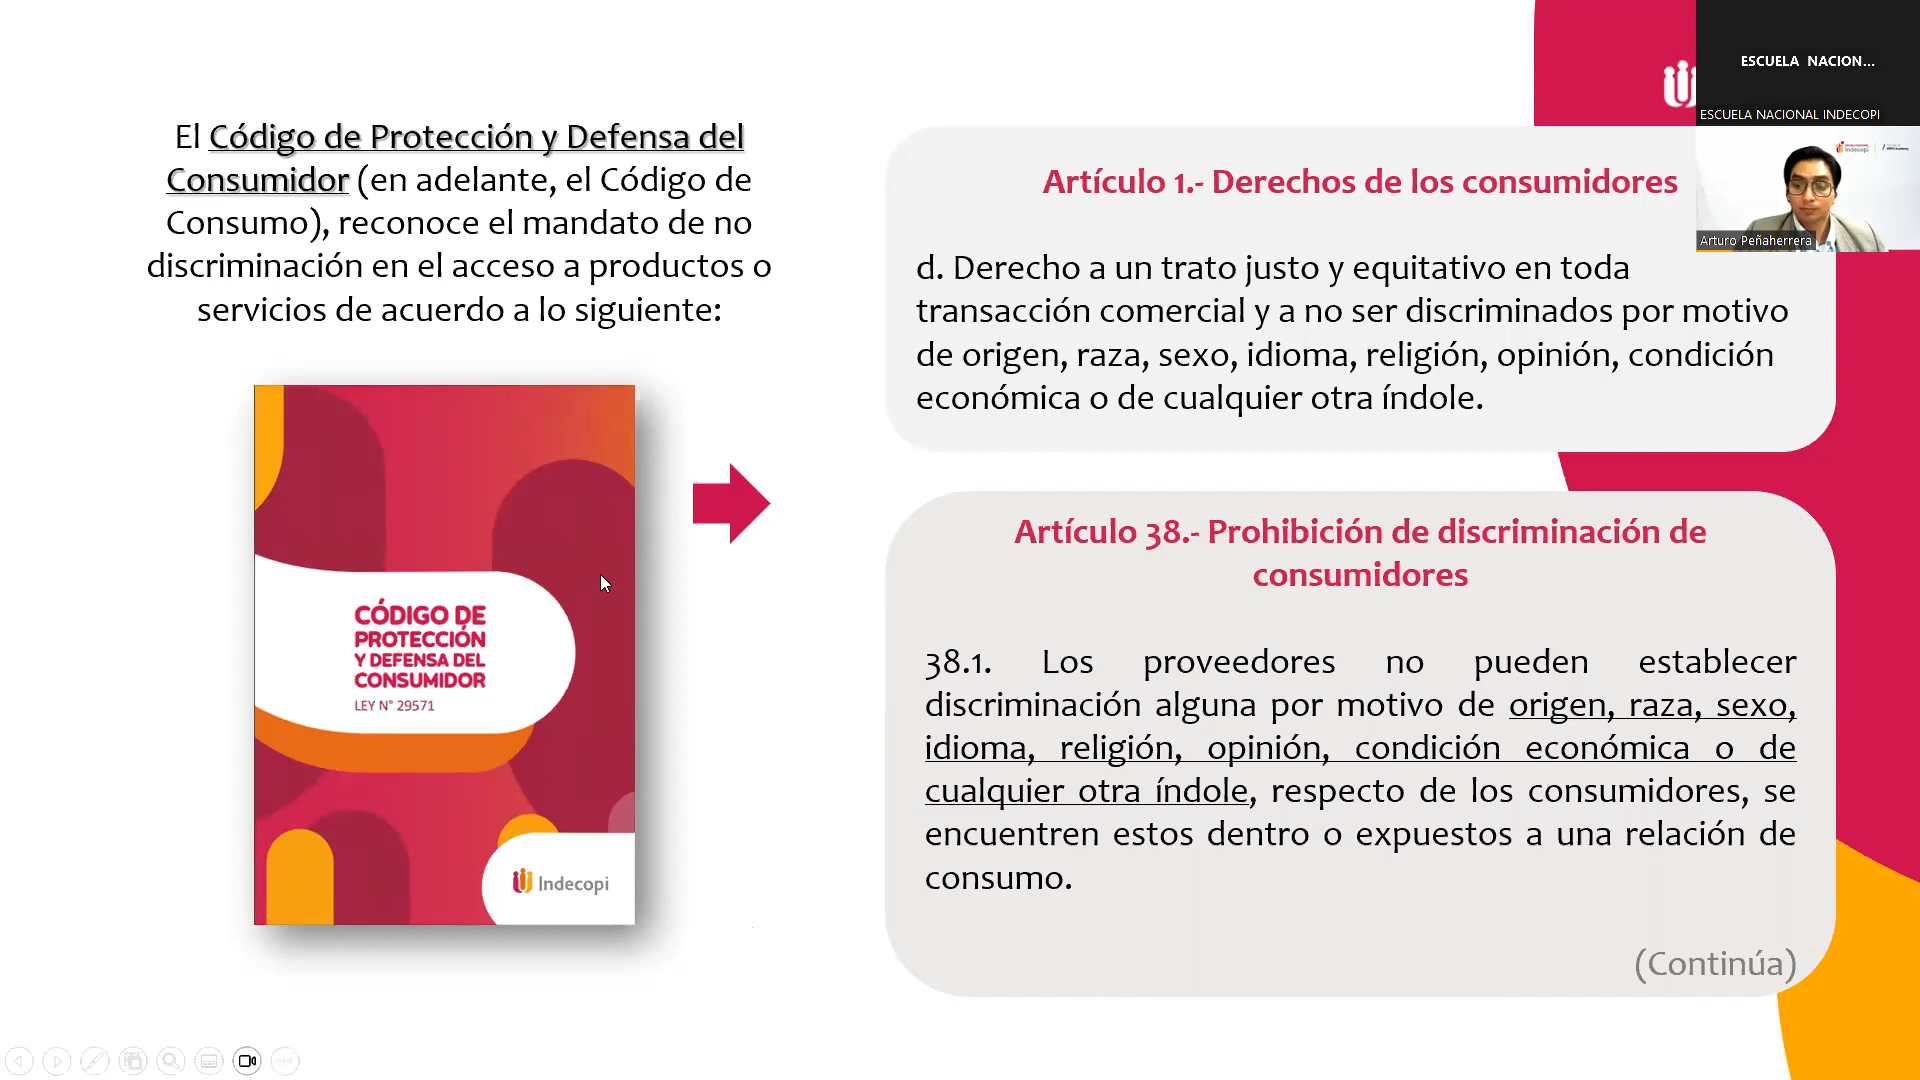 El Código de Protección y Defensa del
Consumidor (en adelante, el Código de
Consumo), reconoce el mandato de no
discriminación en el acceso a productos o
servicios de acuerdo a lo siguiente:
CÓDIGO DE
PROTECCIÓN
Y DEFENSA DEL
CONSUMIDOR
LEY N° 29571
Indecopi
Artículo 1.- Derechos de los consumidores
d. Derecho a un trato justo y equitativo en toda
transacción comercial y a no ser discriminados por motivo
de origen, raza, sexo, idioma, religión, opinión, condición
económica o de cualquier otra índole.
Artículo 38.- Prohibición de discriminación de
consumidores
38.1. Los proveedores no pueden establecer
discriminación alguna por motivo de origen, raza, sexo,
idioma, religión, opinión, condición económica o de
cualquier otra índole, respecto de los consumidores, se
encuentren estos dentro o expuestos a una relación de
consumo.
(Continúa)
ESCUELA NACION...
ESCUELA NACIONAL INDECOPI
Indecopi
Arturo Peñaherrera